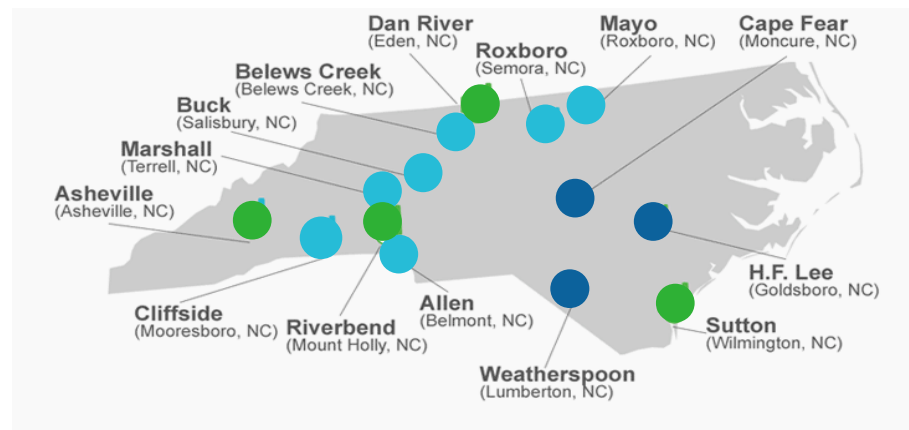 Dan River
(Eden, NC)
Mayo
(Roxboro, NC)
Cape Fear
(Moncure, NC)
Roxboro
(Semora, NC)
Belews Creek
(Belews Creek, NC)
Buck
(Salisbury, NC)
Marshall
(Terrell, NC)
Asheville
(Asheville, NC)
H.F. Lee
(Goldsboro, NC)
Cliffside
(Mooresboro, NC)
Riverbend
(Mount Holly, NC)
Allen
(Belmont, NC)
Sutton
(Wilmington, NC)
Weatherspoon
(Lumberton, NC)